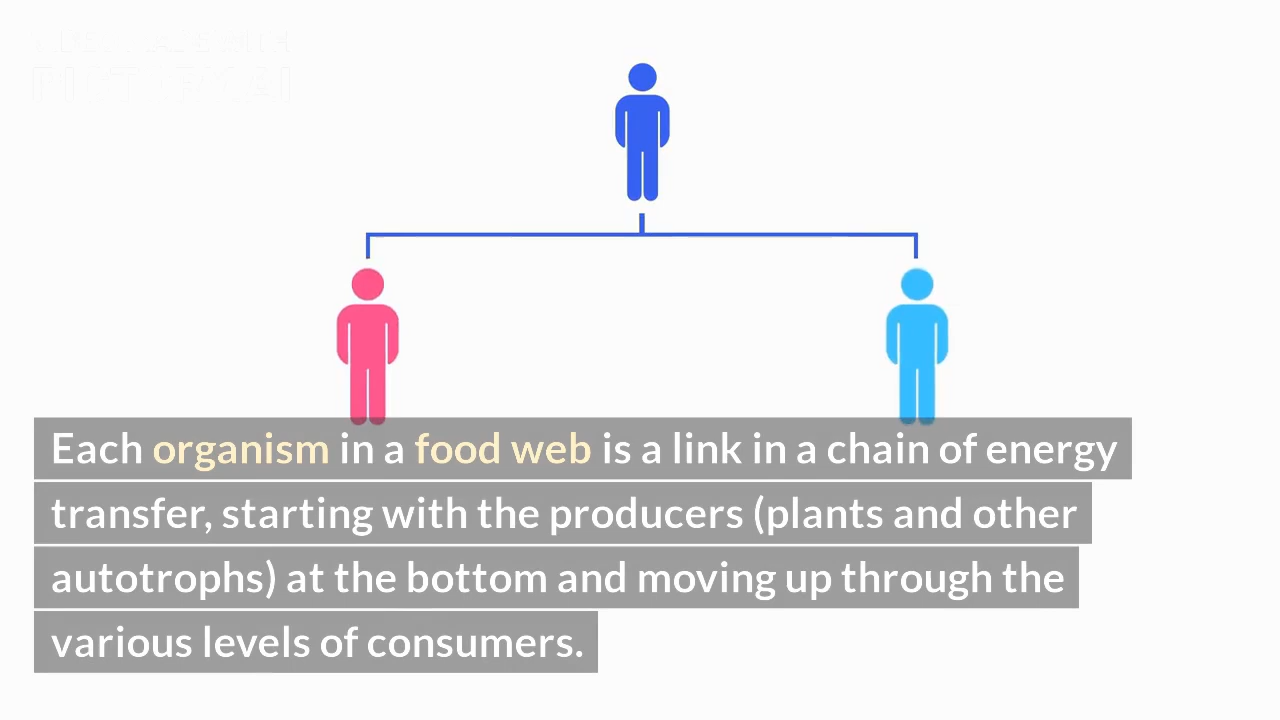 Each organism in a food web is a link in a chain of energy
transfer, starting with the producers (plants and other
autotrophs) at the bottom and moving up through the
various levels of consumers.